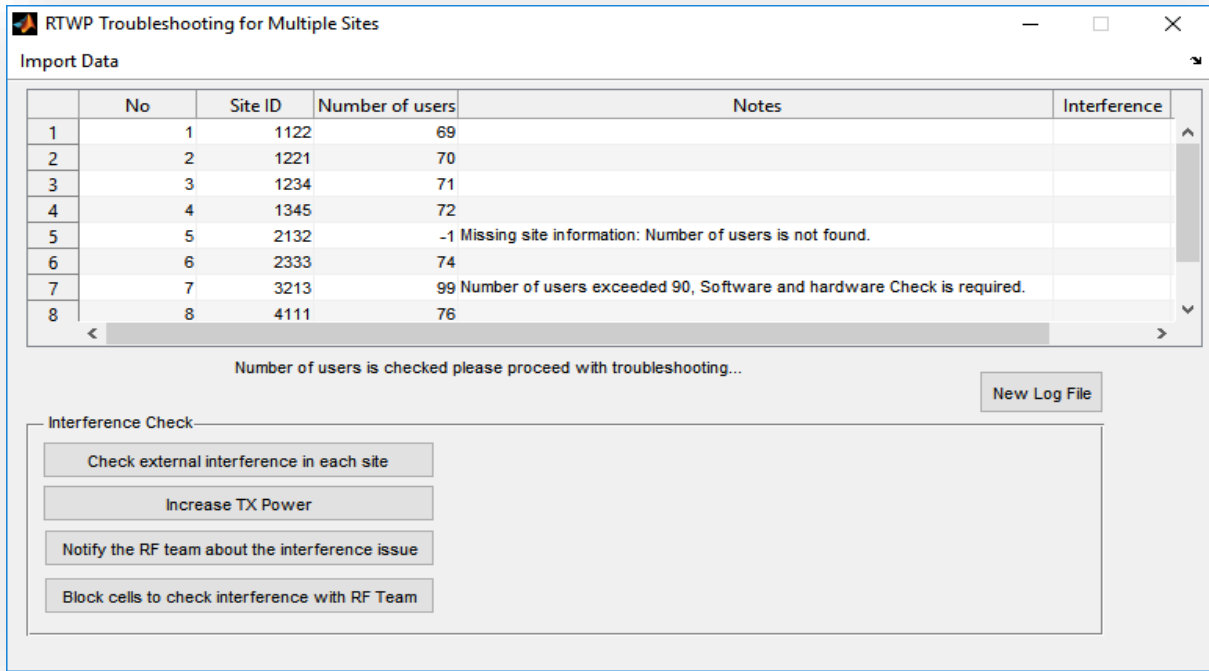 RTWP Troubleshooting for Multiple Sites
Import Data
No Site ID Number of users Notes Interference
1 1 1122 69
2 2 1221 70
3 3 1234 71
4 4 1345 72
5 5 2132 -1 Missing site information: Number of users is not found.
6 6 2333 74
7 7 3213 99 Number of users exceeded 90, Software and hardware Check is required.
8 8 4111 76
Number of users is checked please proceed with troubleshooting...
New Log File
Interference Check
Check external interference in each site
Increase TX Power
Notify the RF team about the interference issue
Block cells to check interference with RF Team